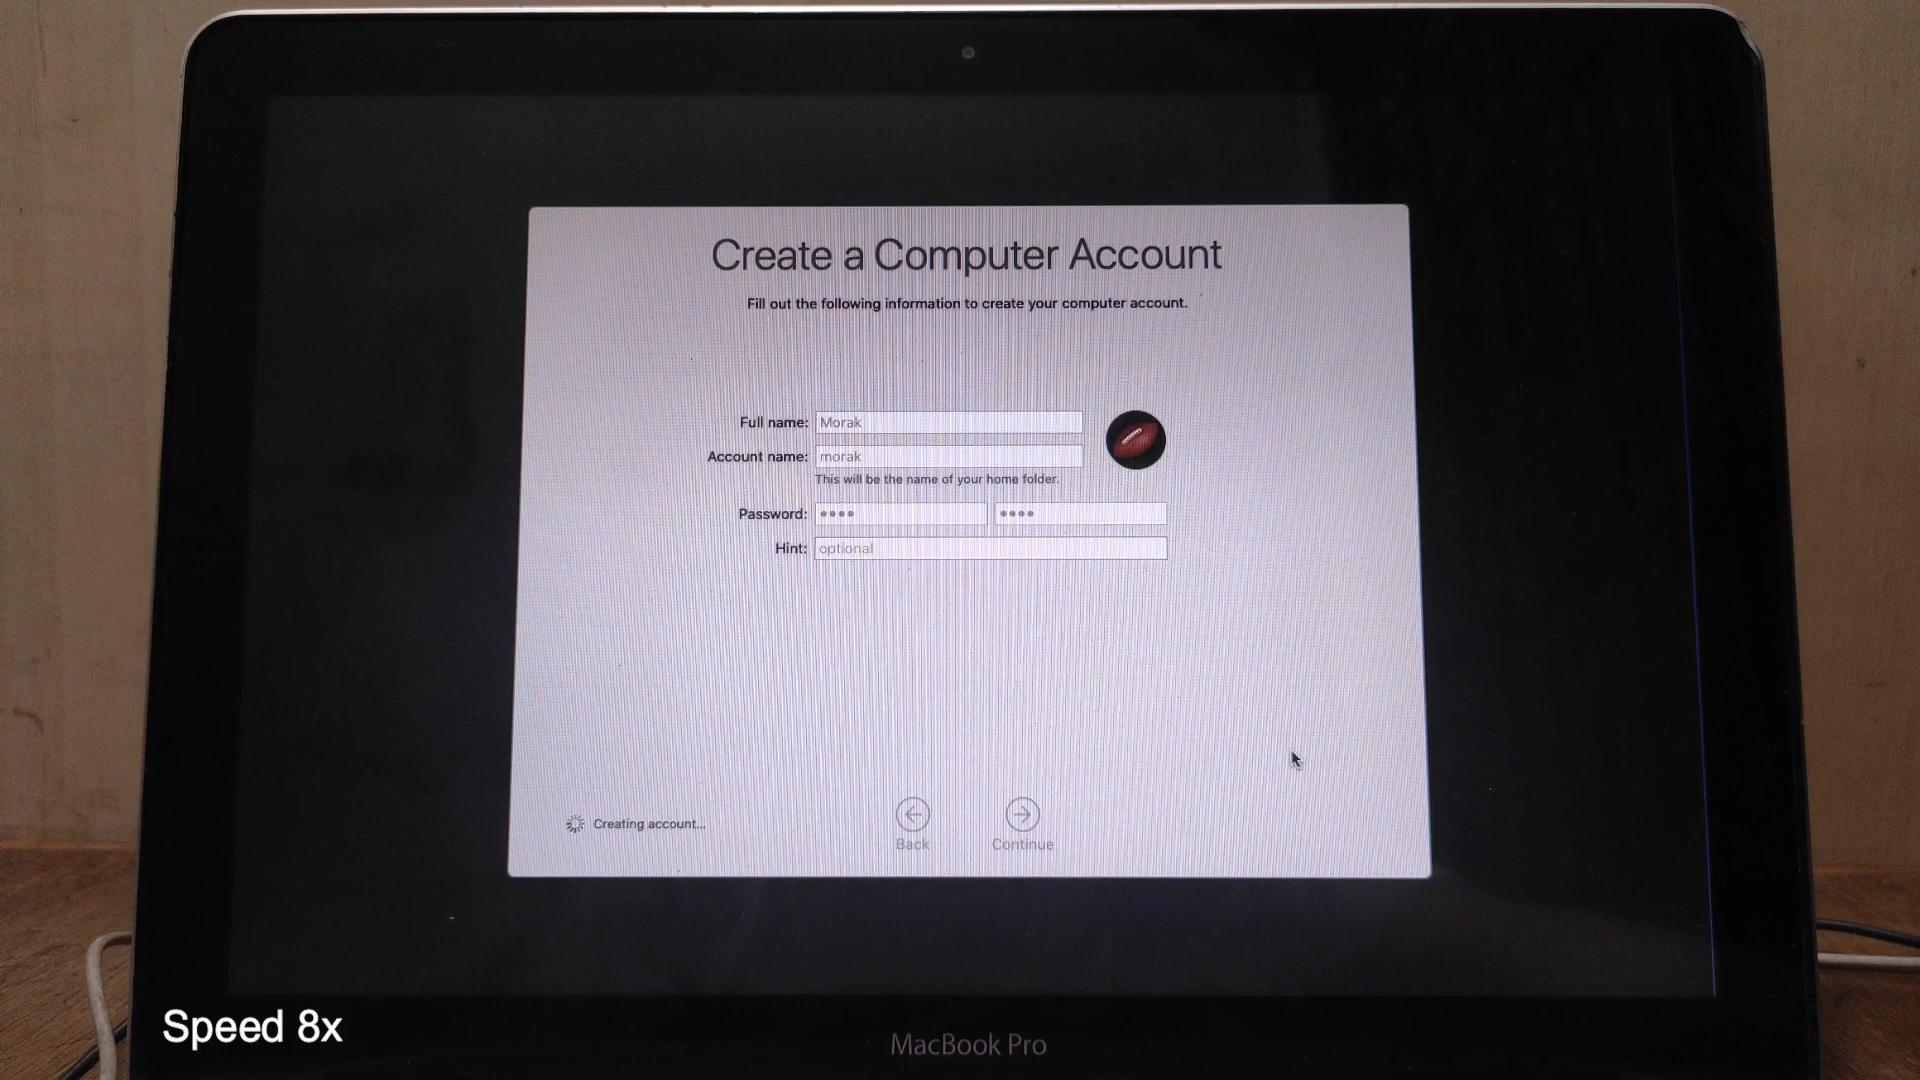 Create a Computer Account
Fill out the following information to create your computer account.
Full name: Morak
Account name: morak
This will be the name of your home folder.
Password: •••• ••••
Hint: optional
Creating account...
Back Continue
Speed 8x
MacBook Pro